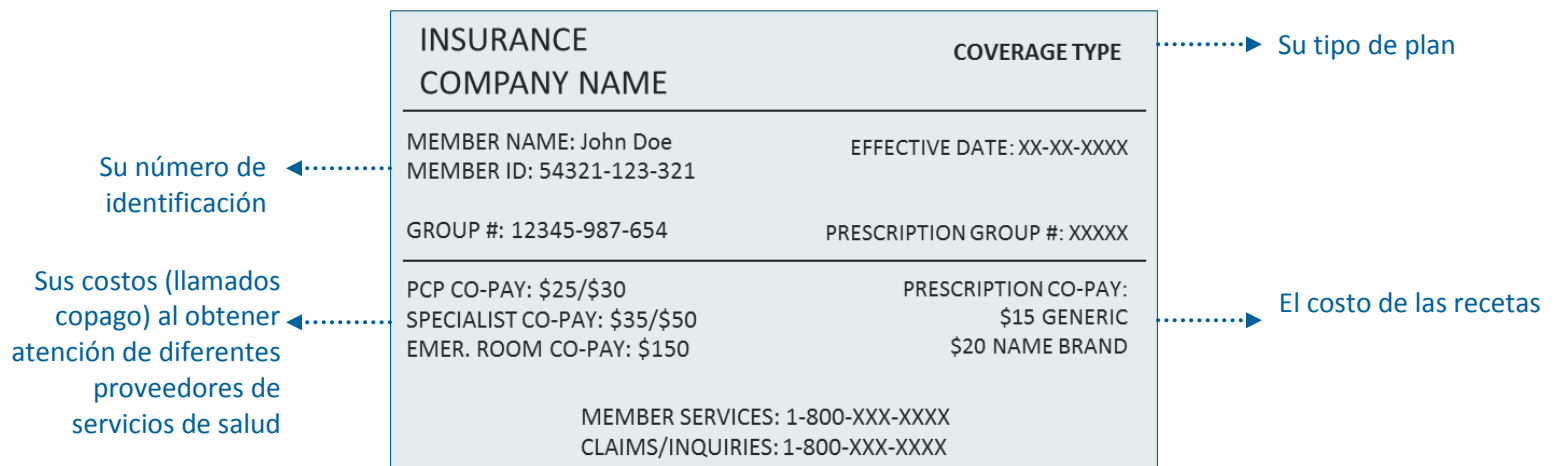 INSURANCE
COMPANY NAME
COVERAGE TYPE
Su tipo de plan
MEMBER NAME: John Doe
MEMBER ID: 54321-123-321
EFFECTIVE DATE: XX-XX-XXXX
Su número de
identificación
GROUP #: 12345-987-654
PRESCRIPTION GROUP #: XXXXX
Sus costos (llamados
copago) al obtener
atención de diferentes
proveedores de
servicios de salud
PCP CO-PAY: $25/$30
SPECIALIST CO-PAY: $35/$50
EMER. ROOM CO-PAY: $150
PRESCRIPTION CO-PAY:
$15 GENERIC
$20 NAME BRAND
El costo de las recetas
MEMBER SERVICES: 1-800-XXX-XXXX
CLAIMS/INQUIRIES: 1-800-XXX-XXXX